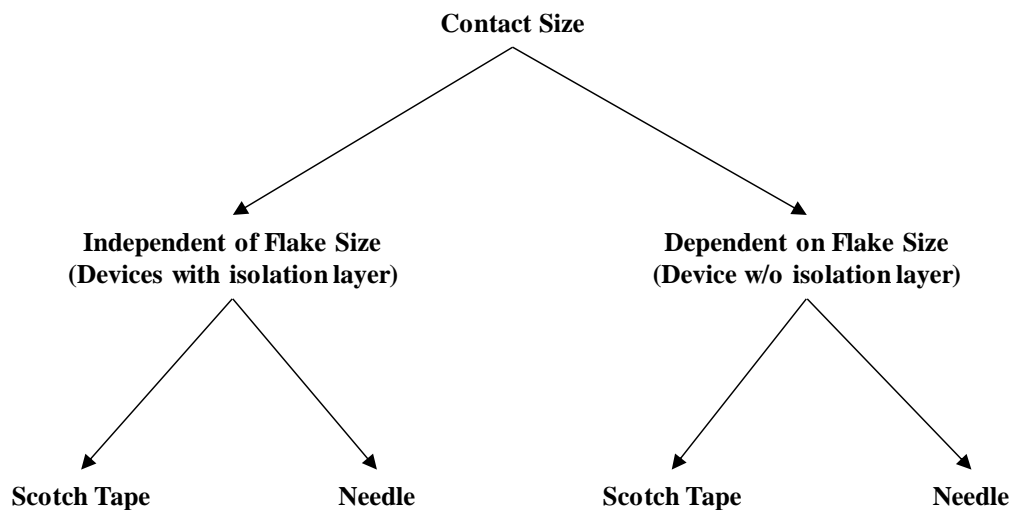 Contact Size
Independent of Flake Size
(Devices with isolation layer)
Dependent on Flake Size
(Device w/o isolation layer)
Scotch Tape
Needle
Scotch Tape
Needle